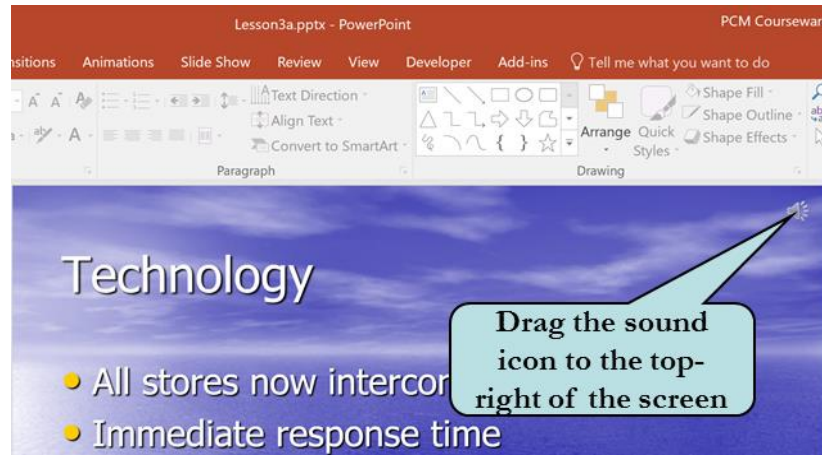 Lesson3a.pptx - PowerPoint
PCM Coursewar
nsitions Animations Slide Show Review View Developer Add-ins Tell me what you want to do
Text Direction
Align Text
Convert to SmartArt
Paragraph
Arrange
Quick
Styles
Shape Fill
Shape Outline
Shape Effects
Drawing
Technology
Drag the sound
icon to the top-
right of the screen
• All stores now intercor
• Immediate response time